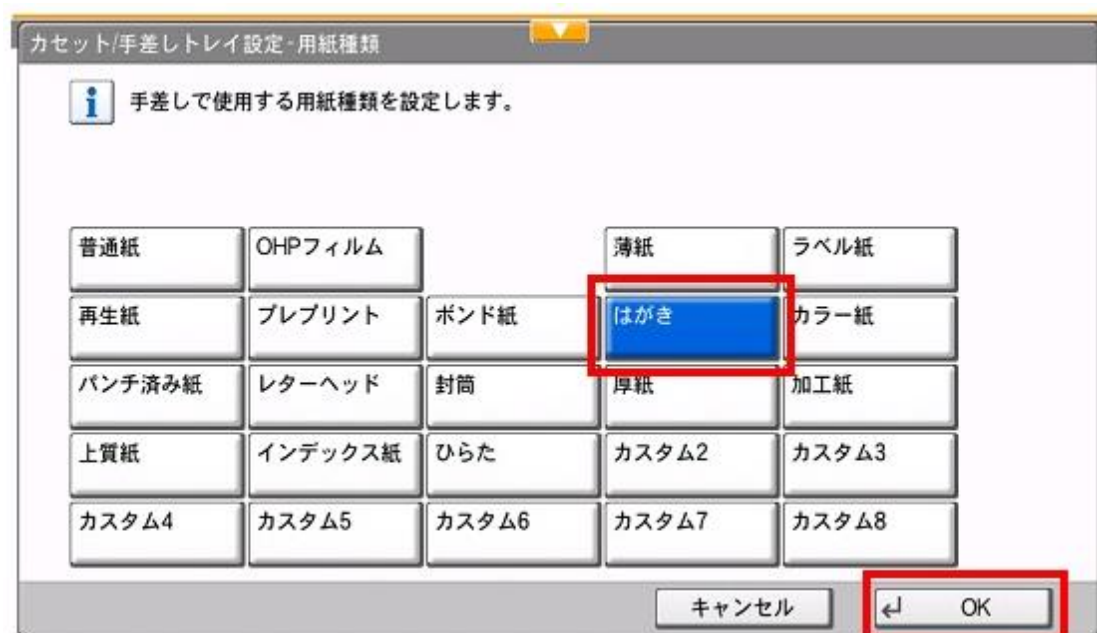 カセット/手差しトレイ設定-用紙種類
手差しで使用する用紙種類を設定します。
普通紙 OHPフィルム 薄紙 ラベル紙
再生紙 プレプリント ボンド紙 はがき カラー紙
パンチ済み紙 レターヘッド 封筒 厚紙 加工紙
上質紙 インデックス紙 ひらた カスタム2 カスタム3
カスタム4 カスタム5 カスタム6 カスタム7 カスタム8
キャンセル OK